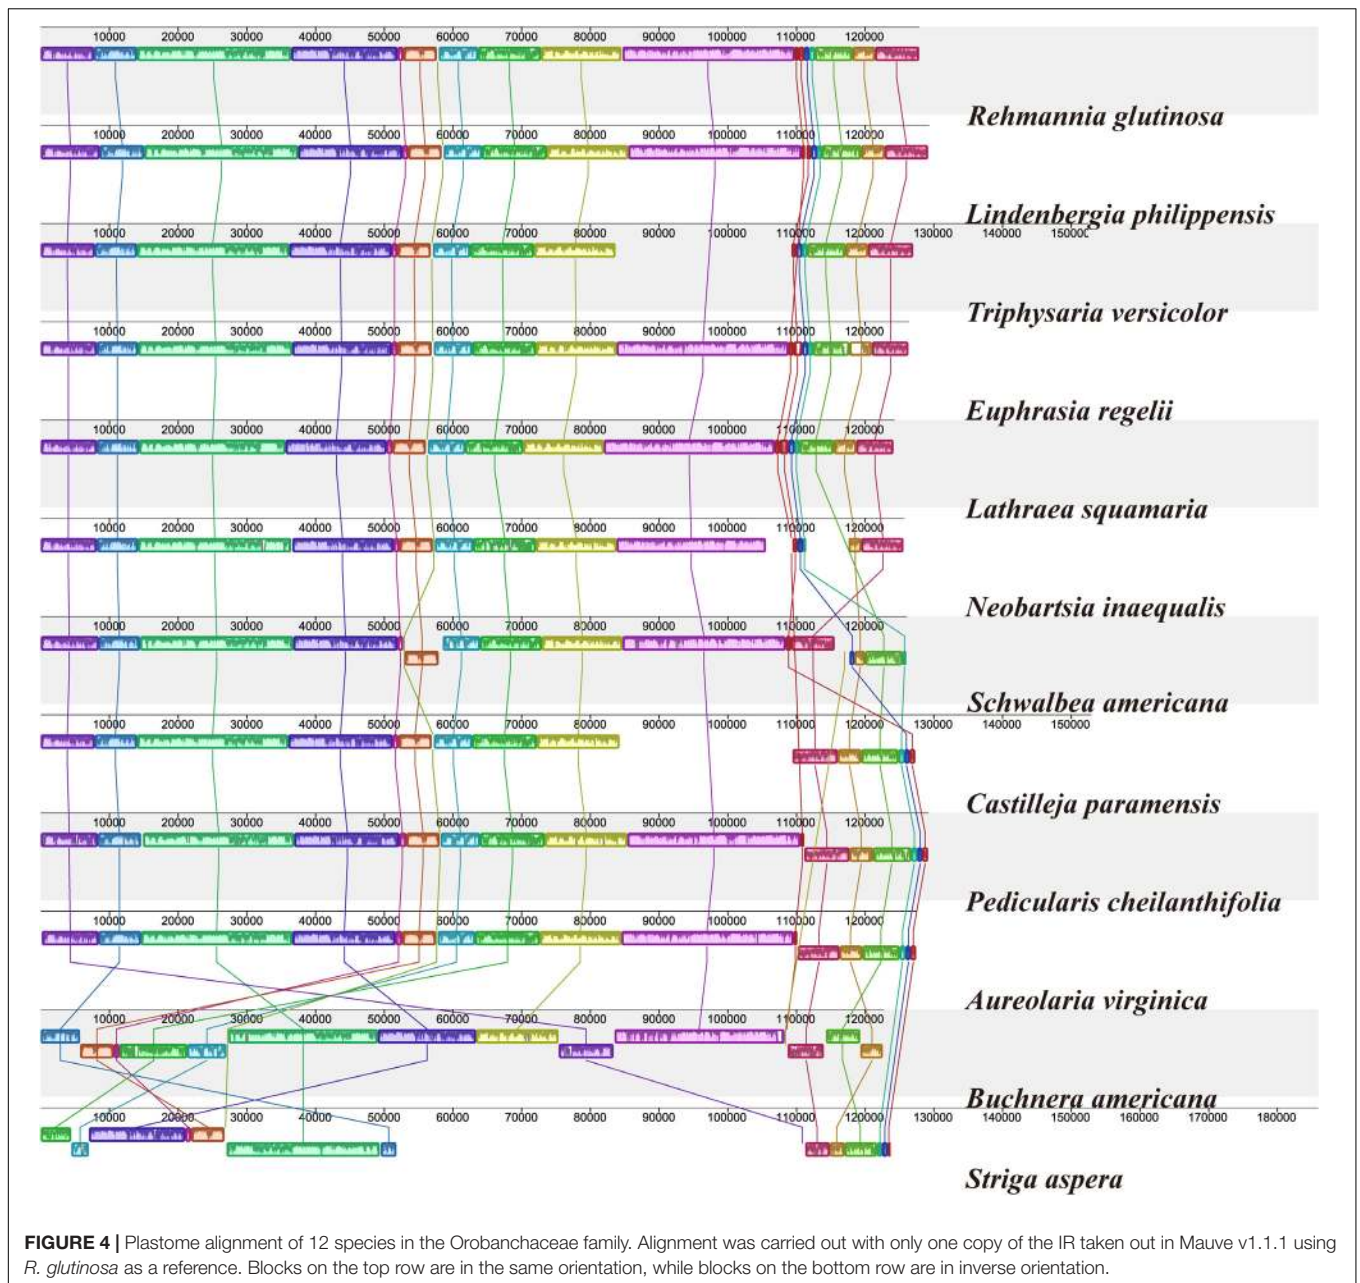 10000 20000 30000 40000 50000 60000 70000 80000 90000 100000 110000 120000
Rehmannia glutinosa
10000 20000 30000 40000 50000 60000 70000 80000 90000 100000 110000 120000
Lindenbergia philippensis
10000 20000 30000 40000 50000 60000 70000 80000 90000 100000 110000 120000 130000 140000 150000
Triphysaria versicolor
10000 20000 30000 40000 50000 60000 70000 80000 90000 100000 110000 120000
Euphrasia regelii
10000 20000 30000 40000 50000 60000 70000 80000 90000 100000 110000 120000
Lathraea squamaria
10000 20000 30000 40000 50000 60000 70000 80000 90000 100000 110000 120000
Neobartsia inaequalis
10000 20000 30000 40000 50000 60000 70000 80000 90000 100000 110000 120000
Schwalbea americana
10000 20000 30000 40000 50000 60000 70000 80000 90000 100000 110000 120000 130000 140000 150000
Castilleja paramensis
10000 20000 30000 40000 50000 60000 70000 80000 90000 100000 110000 120000
Pedicularis cheilanthifolia
10000 20000 30000 40000 50000 60000 70000 80000 90000 100000 110000 120000
Aureolaria virginica
10000 20000 30000 40000 50000 60000 70000 80000 90000 100000 110000 120000
Buchnera americana
10000 20000 30000 40000 50000 60000 70000 80000 90000 100000 110000 120000 130000 140000 150000 160000 170000 180000
Striga aspera
FIGURE 4 | Plastome alignment of 12 species in the Orobanchaceae family. Alignment was carried out with only one copy of the IR taken out in Mauve v1.1.1 using
R. glutinosa as a reference. Blocks on the top row are in the same orientation, while blocks on the bottom row are in inverse orientation.